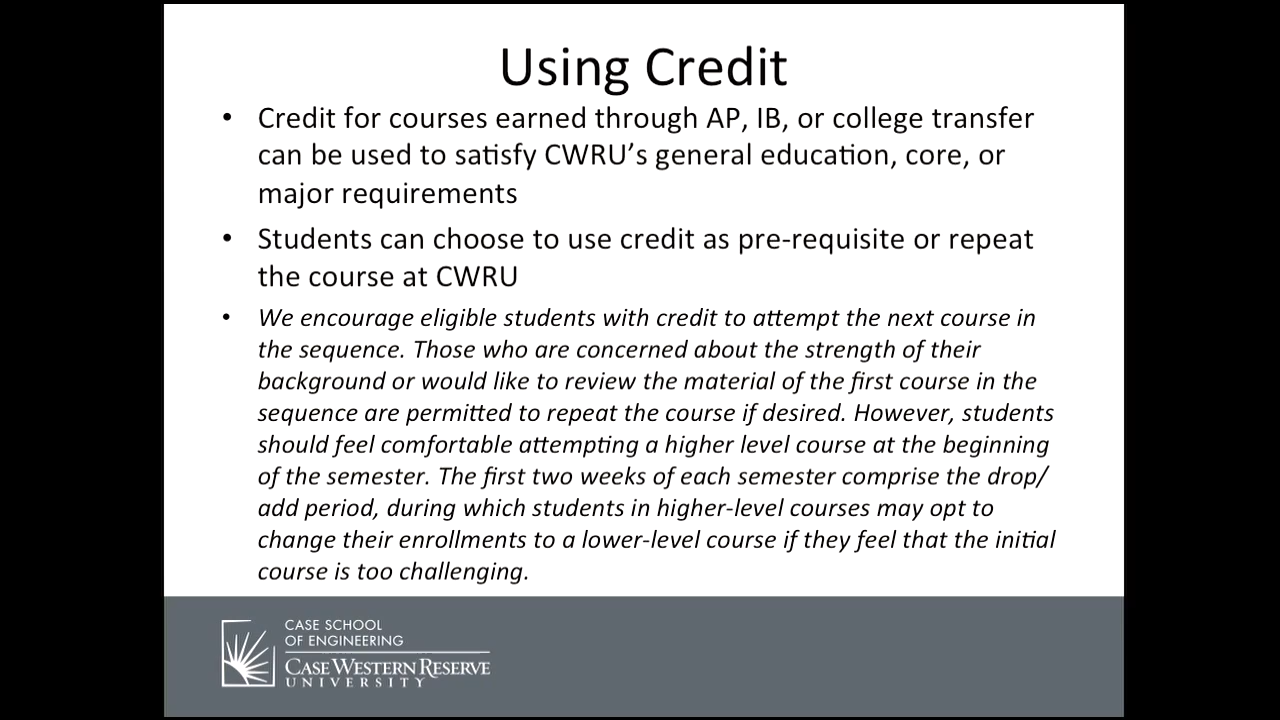 Using Credit
• Credit for courses earned through AP, IB, or college transfer
can be used to satisfy CWRU’s general education, core, or
major requirements
• Students can choose to use credit as pre-requisite or repeat
the course at CWRU
• We encourage eligible students with credit to attempt the next course in
the sequence. Those who are concerned about the strength of their
background or would like to review the material of the first course in the
sequence are permitted to repeat the course if desired. However, students
should feel comfortable attempting a higher level course at the beginning
of the semester. The first two weeks of each semester comprise the drop/
add period, during which students in higher-level courses may opt to
change their enrollments to a lower-level course if they feel that the initial
course is too challenging.
CASE SCHOOL
OF ENGINEERING
CASE WESTERN RESERVE
UNIVERSITY